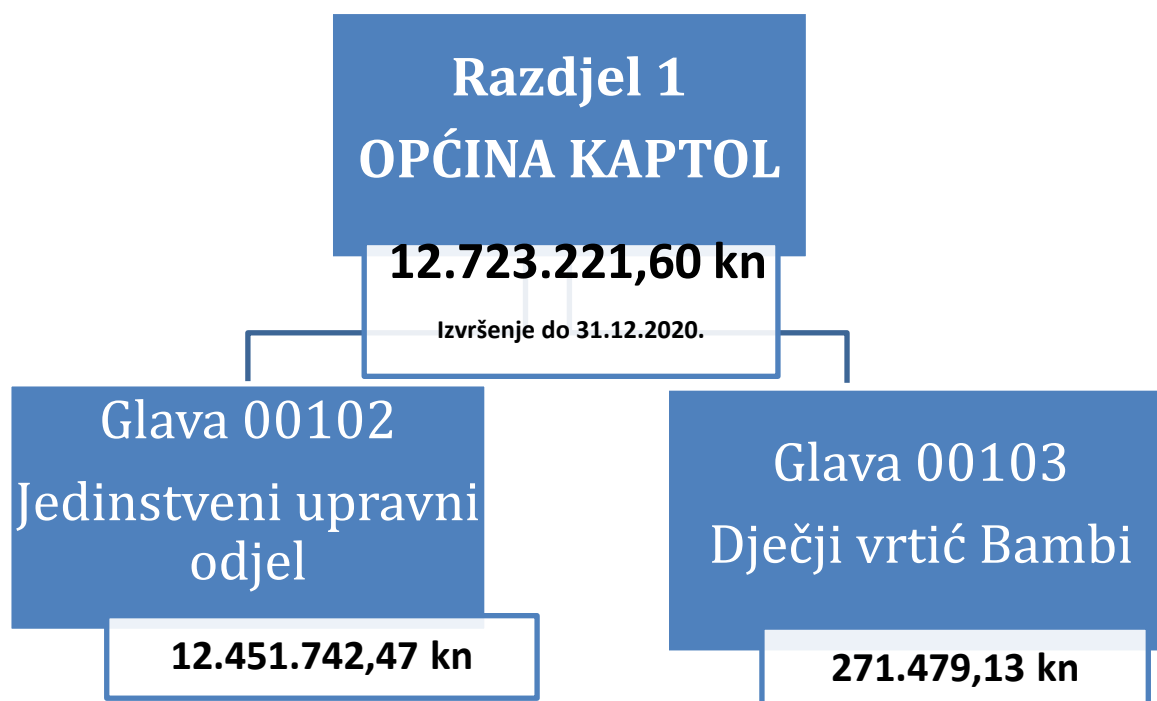 Razdjel 1
OPĆINA KAPTOL
12.723.221,60 kn
Izvršenje do 31.12.2020.
Glava 00102
Jedinstveni upravni
odjel
12.451.742,47 kn
Glava 00103
Dječji vrtić Bambi
271.479,13 kn